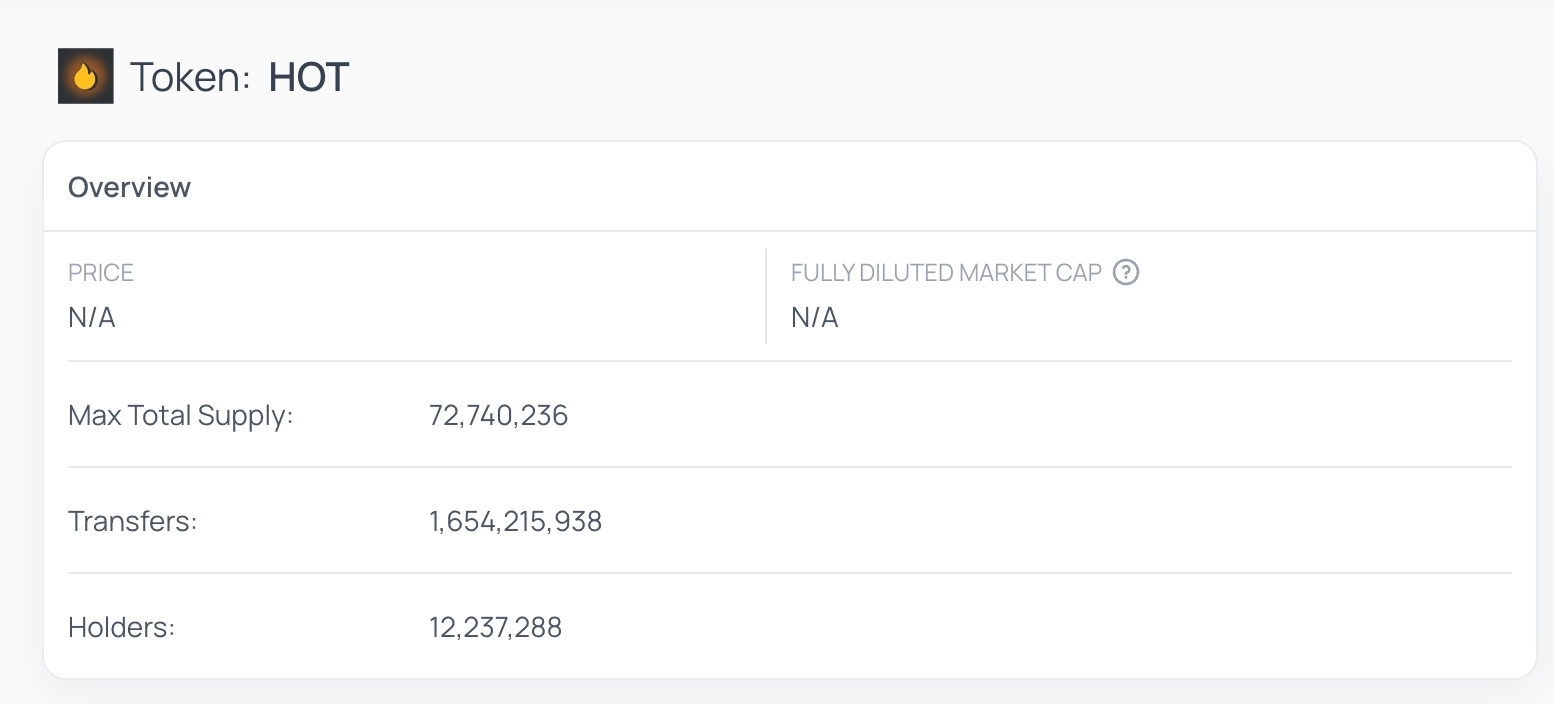 Token: HOT
Overview
PRICE
N/A
FULLY DILUTED MARKET CAP ?
N/A
Max Total Supply: 72,740,236
Transfers: 1,654,215,938
Holders: 12,237,288